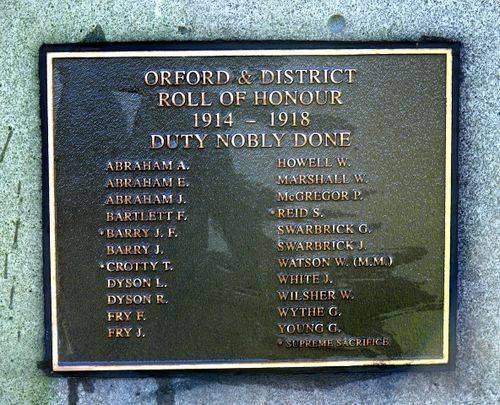 ORFORD & DISTRICT
ROLL OF HONOUR
1914 - 1918
DUTY NOBLY DONE
ABRAHAM A.
ABRAHAM E.
ABRAHAM J.
BARTLETT F.
*BARRY J. F.
BARRY J.
*CROTTY T.
DYSON L.
DYSON R.
FRY F.
FRY J.
HOWELL W.
MARSHALL W.
McGREGOR P.
*REID S.
SWARBRICK G.
SWARBRICK J.
WATSON W. (M.M.)
WHITE J.
WILSHER W.
WYTHE G.
YOUNG G.
* SUPREME SACRIFICE